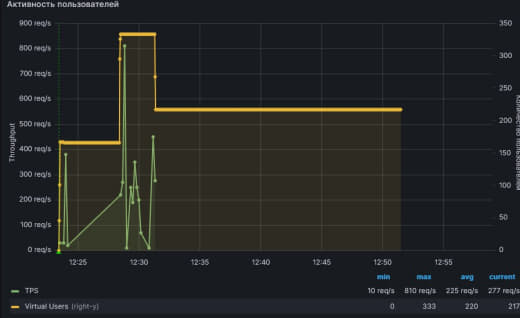 Активность пользователей
900 req/s
800 req/s
700 req/s
600 req/s
500 req/s
400 req/s
300 req/s
200 req/s
100 req/s
0 req/s
Throughput
350
300
250
200
150
100
50
0
Количество пользователей
12:25
12:30
12:35
12:40
12:45
12:50
12:55
min max avg current
TPS 10 req/s 810 req/s 225 req/s 277 req/s
Virtual Users (right-y) 0 333 220 217